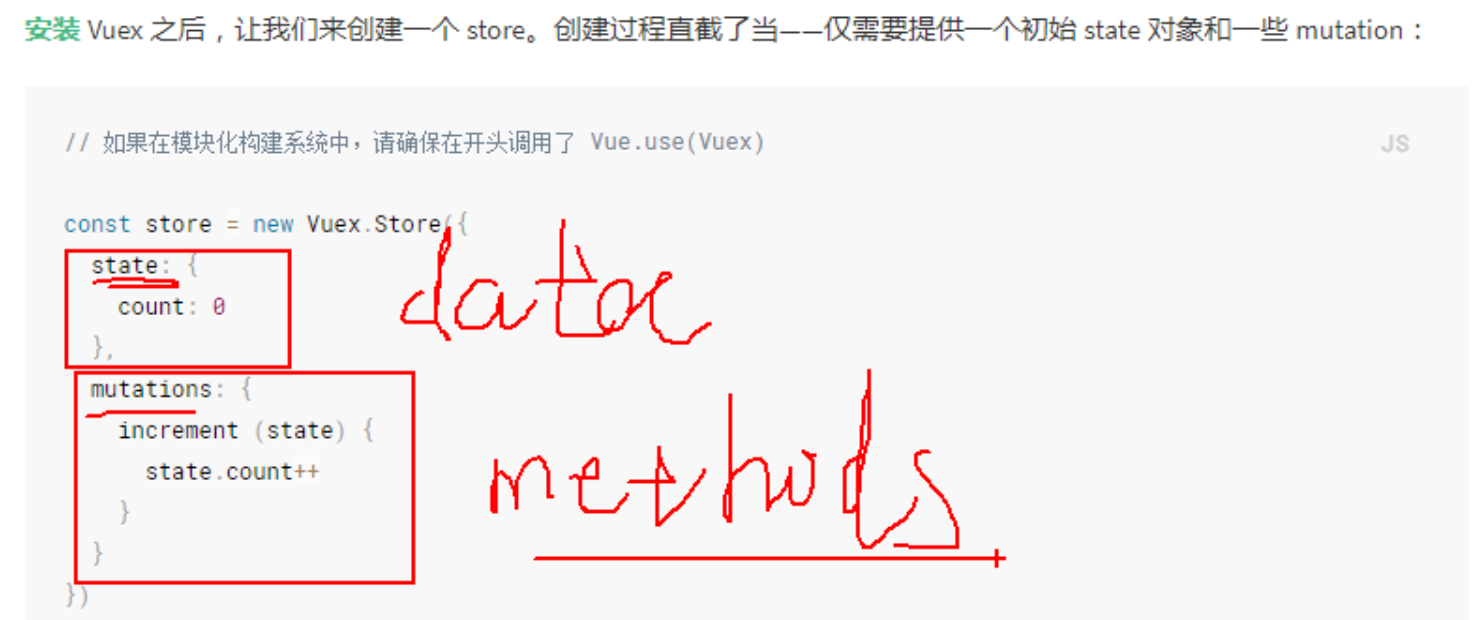 安装 Vuex 之后，让我们来创建一个 store。创建过程直截了当——仅需要提供一个初始 state 对象和一些 mutation：
// 如果在模块化构建系统中，请确保在开头调用了 Vue.use(Vuex)
JS
const store = new Vuex.Store({
state: {
count: 0
},
data
mutations: {
increment (state) {
state.count++
}
}
methods
})